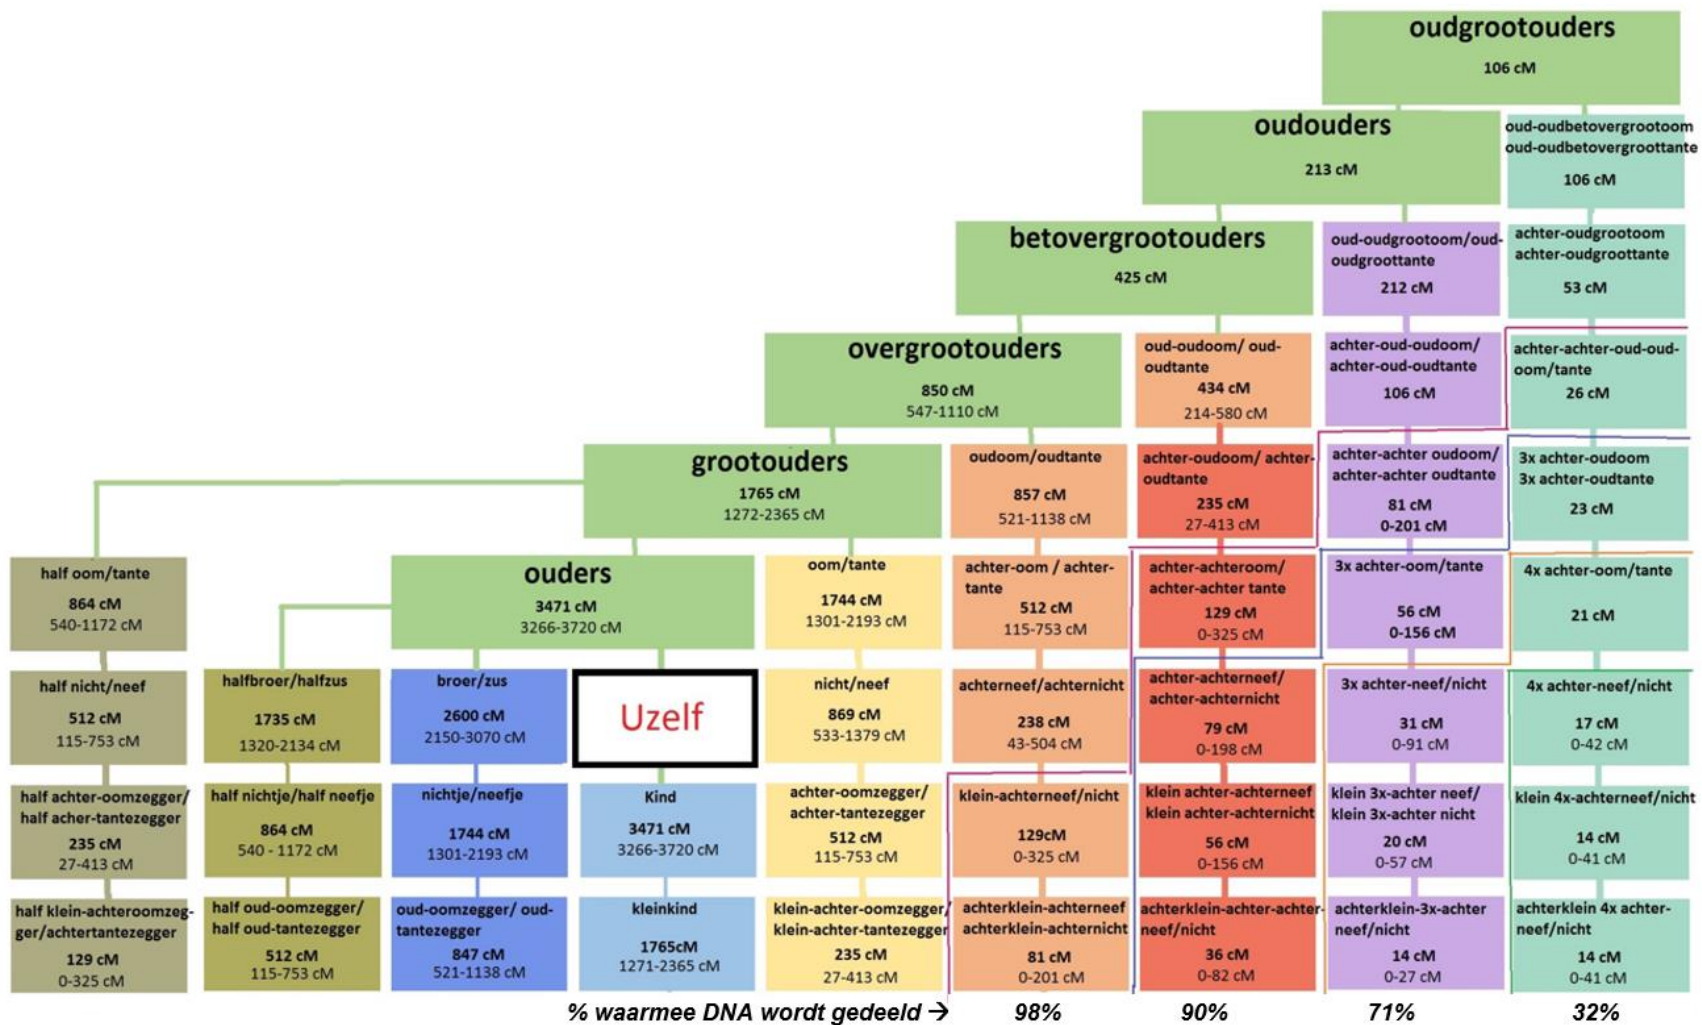 oudgrootouders
106 cM
oudouders
213 cM
oud-oudbetovergrootoom
oud-oudbetovergroottante
106 cM
betovergrootouders
425 cM
oud-oudgrootoom/oud-
oudgroottante
212 cM
achter-oudgrootoom
achter-oudgroottante
53 cM
overgrootouders
850 cM
547-1110 cM
oud-oudoom/ oud-
oudtante
434 cM
214-580 cM
achter-oud-oudoom/
achter-oud-oudtante
106 cM
achter-achter-oud-oud-
oom/tante
26 cM
grootouders
1765 cM
1272-2365 cM
oudoom/oudtante
857 cM
521-1138 cM
achter-oudoom/ achter-
oudtante
235 cM
27-413 cM
achter-achter oudoom/
achter-achter oudtante
81 cM
0-201 cM
3x achter-oudoom
3x achter-oudtante
23 cM
half oom/tante
864 cM
540-1172 cM
ouders
3471 cM
3266-3720 cM
oom/tante
1744 cM
1301-2193 cM
achter-oom / achter-
tante
512 cM
115-753 cM
achter-achteroom/
achter-achter tante
129 cM
0-325 cM
3x achter-oom/tante
56 cM
0-156 cM
4x achter-oom/tante
21 cM
half nicht/neef
512 cM
115-753 cM
halfbroer/halfzus
1735 cM
1320-2134 cM
broer/zus
2600 cM
2150-3070 cM
Uzelf
nicht/neef
869 cM
533-1379 cM
achterneef/achternicht
238 cM
43-504 cM
achter-achterneef/
achter-achternicht
79 cM
0-198 cM
3x achter-neef/nicht
31 cM
0-91 cM
4x achter-neef/nicht
17 cM
0-42 cM
half achter-oomzegger/
half acher-tantezegger
235 cM
27-413 cM
half nichtje/half neefje
864 cM
540 - 1172 cM
nichtje/neefje
1744 cM
1301-2193 cM
Kind
3471 cM
3266-3720 cM
achter-oomzegger/
achter-tantezegger
512 cM
115-753 cM
klein-achterneef/nicht
129cM
0-325 cM
klein achter-achterneef
klein achter-achternicht
56 cM
0-156 cM
klein 3x-achter neef/
klein 3x-achter nicht
20 cM
0-57 cM
klein 4x-achterneef/nicht
14 cM
0-41 cM
half klein-achteroomzeg-
ger/achtertantezegger
129 cM
0-325 cM
half oud-oomzegger/
half oud-tantezegger
512 cM
115-753 cM
oud-oomzegger/ oud-
tantezegger
847 cM
521-1138 cM
kleinkind
1765cM
1271-2365 cM
klein-achter-oomzegger/
klein-achter-tantezegger
235 cM
27-413 cM
achterklein-achterneef
achterklein-achternicht
81 cM
0-201 cM
achterklein-achter-achter-
neef/nicht
36 cM
0-82 cM
achterklein-3x-achter
neef/nicht
14 cM
0-27 cM
achterklein 4x achter-
neef/nicht
14 cM
0-41 cM
% waarmee DNA wordt gedeeld → 98% 90% 71% 32%